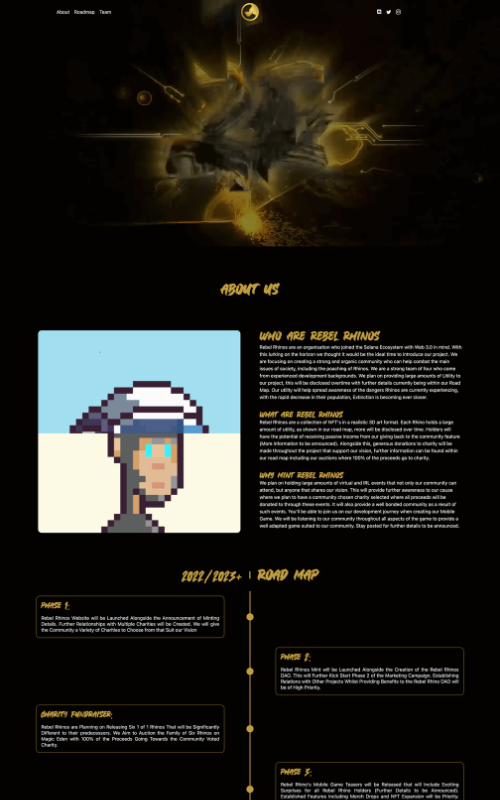 About Roadmap Team
ABOUT US
WHO ARE REBEL RHINOS
Rebel Rhinos are an organisation who joined the Solana Ecosystem with Web 3.0 in mind. With
this lurking on the horizon we thought it would be the ideal time to introduce our project. We
are focusing on creating a strong and organic community who can help combat the main
issues of society, including the poaching of Rhinos. We are a strong team of four who come
from experienced development backgrounds. We plan on providing large amounts of Utility to
our project, this will be disclosed overtime with further details currently being within our Road
Map. Our utility will help spread awareness of the dangers Rhinos are currently experiencing,
with the rapid decrease in their population, Extinction is becoming ever closer.
WHAT ARE REBEL RHINOS
Rebel Rhinos are a collection of NFT's in a realistic 3D art format. Each Rhino holds a large
amount of utility, as shown in our road map, more will be disclosed over time. Holders will
have the potential of receiving passive income from our giving back to the community feature
(More Information to be announced). Alongside this, generous donations to charity will be
made throughout the project that support our vision, further information can be found within
our road map including our auctions where 100% of the proceeds go to charity.
WHY MINT REBEL RHINOS
We plan on holding large amounts of virtual and IRL events that not only our community can
attend, but anyone that shares our vision. This will provide further awareness to our cause
where we plan to have a community chosen charity selected where all proceeds will be
donated to through these events. It will also provide a well bonded community as a result of
such events. You'll be able to join us on our development journey when creating our Mobile
Game. We will be listening to our community throughout all aspects of the game to provide a
well adapted game suited to our community. Stay posted for further details to be announced.
2022/2023+ | ROAD MAP
PHASE 1:
Rebel Rhinos Website will be Launched Alongside the Announcement of Minting
Details. Further Relationships with Multiple Charities will be Created. We will give
the Community a Variety of Charities to Choose from that Suit our Vision
PHASE 2:
Rebel Rhinos Mint will be Launched Alongside the Creation of the Rebel Rhinos
DAO. This will Further Kick Start Phase 2 of the Marketing Campaign. Establishing
Relations with Other Projects Whilst Providing Benefits to the Rebel Rhino DAO will
be of High Priority.
CHARITY FUNDRAISER:
Rebel Rhinos are Planning on Releasing Six 1 of 1 Rhinos That will be Significantly
Different to their predecessors. We Aim to Auction the Family of Six Rhinos on
Magic Eden with 100% of the Proceeds Going Towards the Community Voted
Charity.
PHASE 3:
Rebel Rhino's Mobile Game Teasers will be Released that will Include Exciting
Surprises for all Rebel Rhino Holders (Further Details to be Announced).
Established Features Including Merch Drops and NFT Expansion will be Priority.